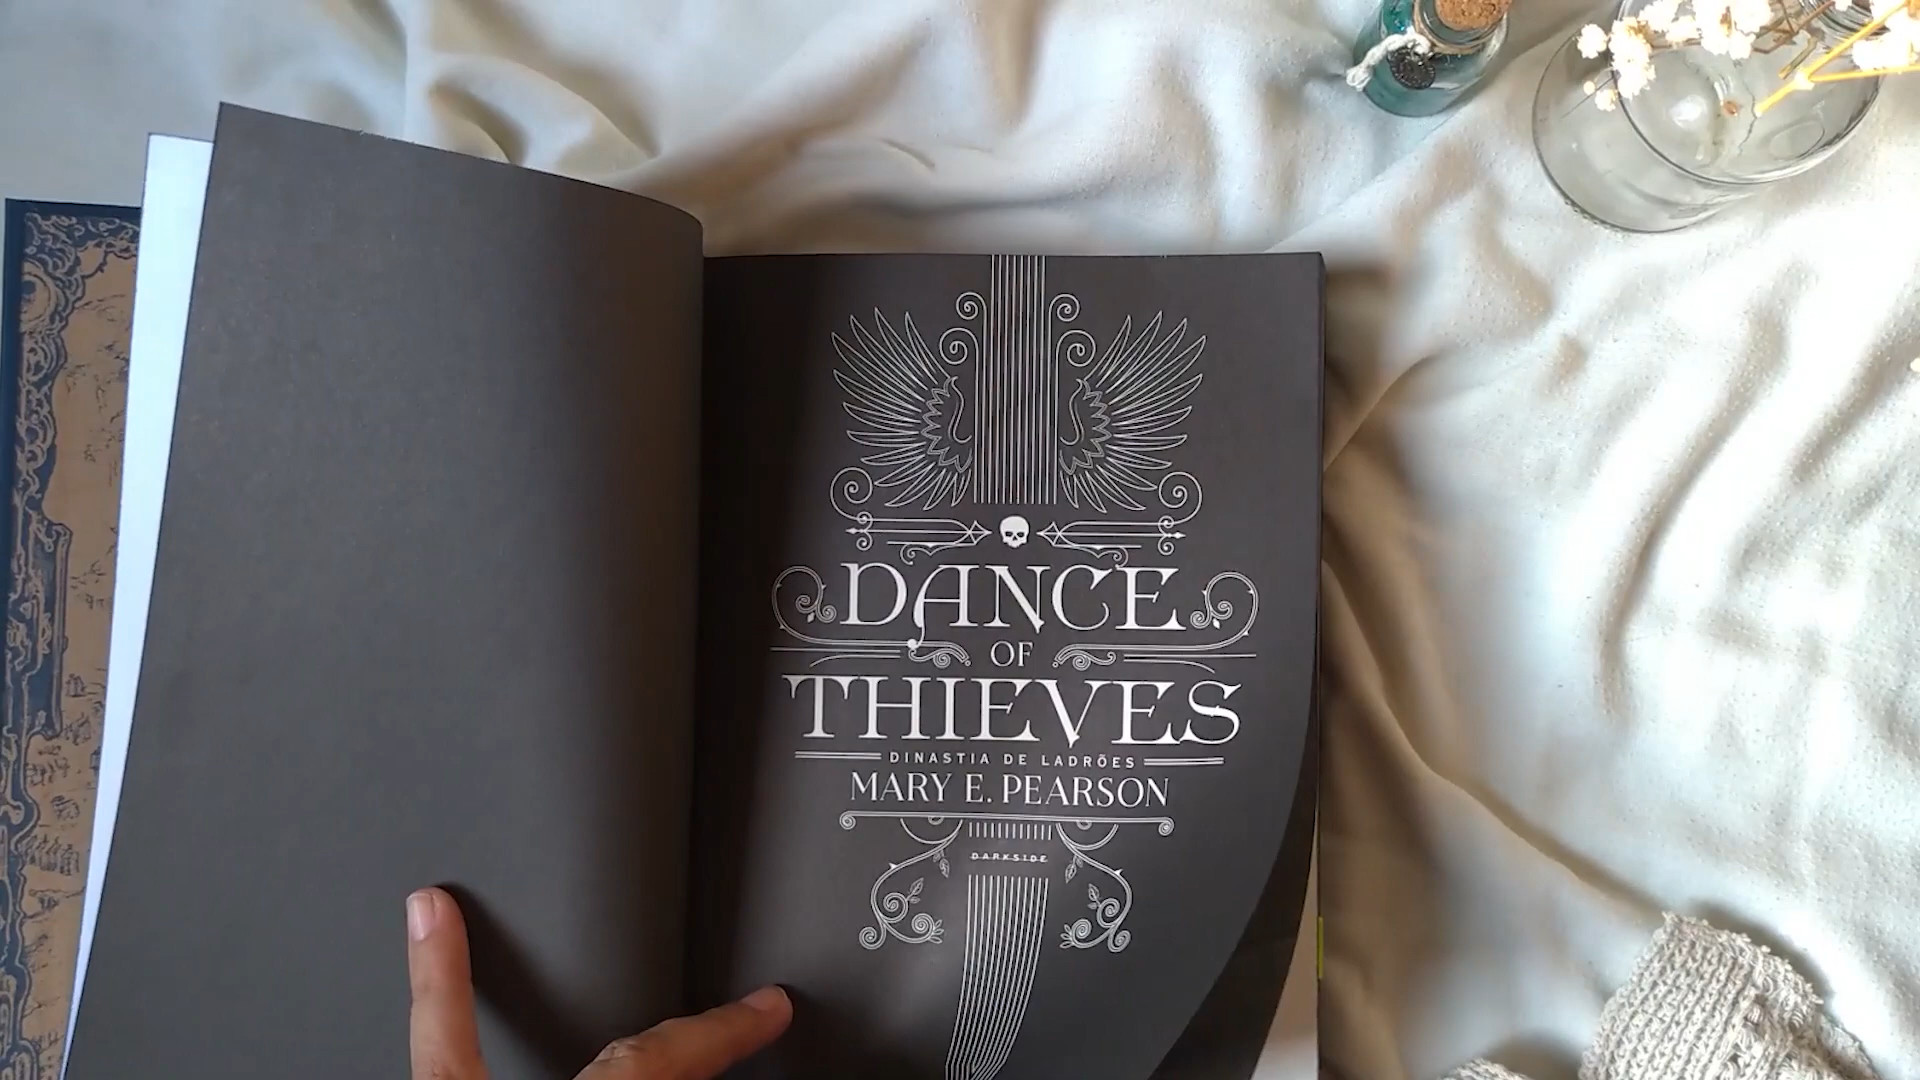 DANCE
OF
THIEVES
DINASTIA DE LADRÕES
MARY E. PEARSON
DARKSIDE